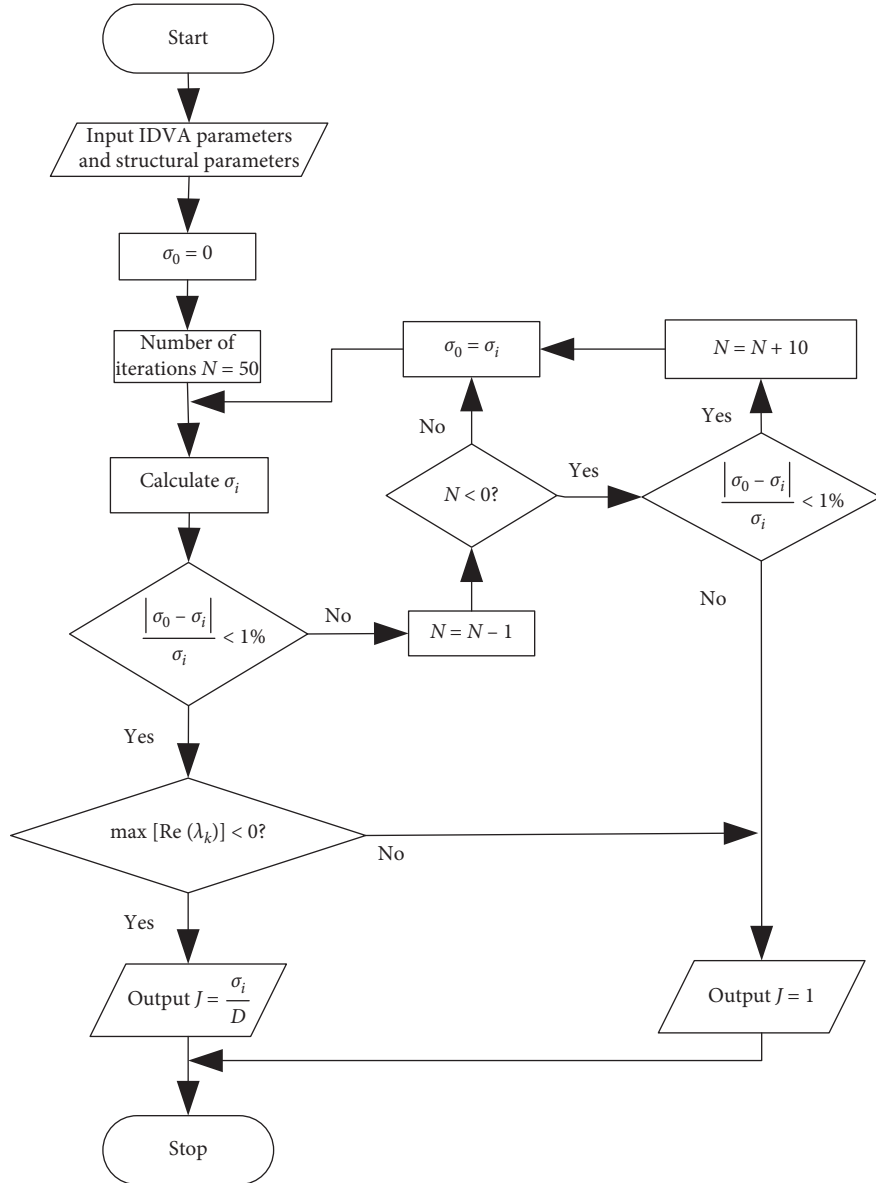 Start
Input IDVA parameters
and structural parameters
σ₀ = 0
Number of
iterations N = 50
σ₀ = σᵢ
N = N + 10
No
Yes
Yes
Calculate σᵢ
N < 0?
|σ₀ – σᵢ|
σᵢ
< 1%
No
No
|σ₀ – σᵢ|
σᵢ
< 1%
N = N – 1
Yes
max [Re (λₖ)] < 0?
No
Yes
Output J = σᵢ
D
Output J = 1
Stop